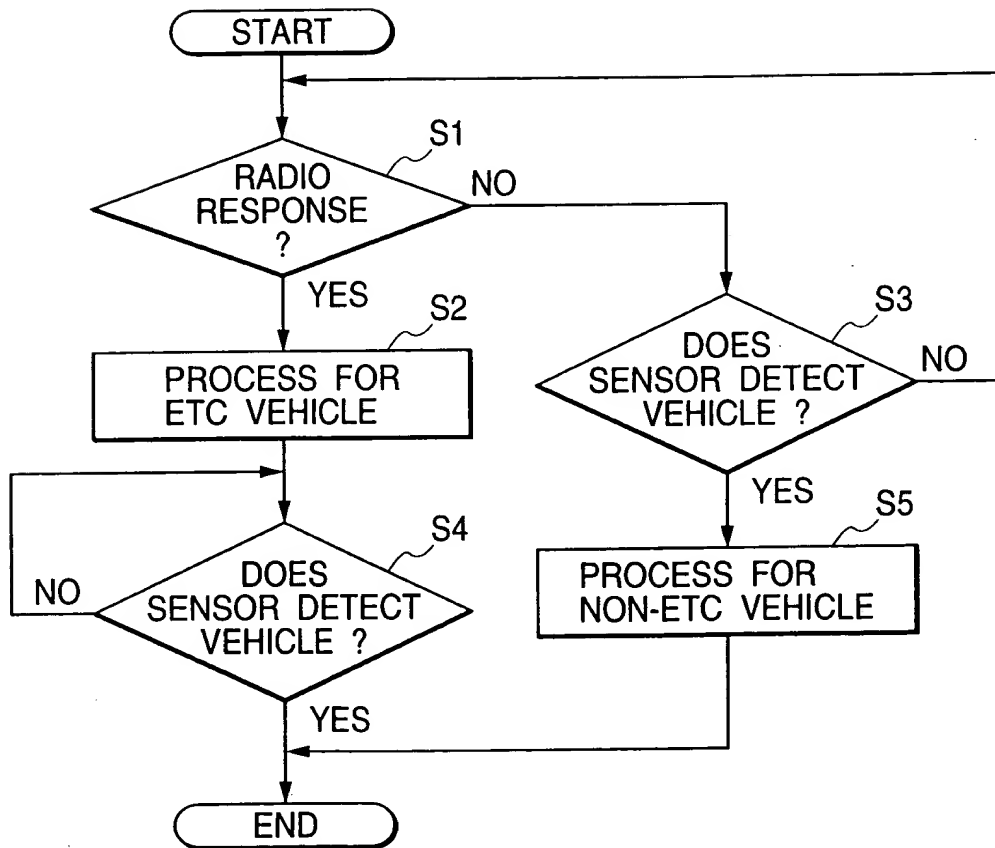 START
S1
RADIO
RESPONSE
?
NO
YES
S2
PROCESS FOR
ETC VEHICLE
S3
DOES
SENSOR DETECT
VEHICLE ?
NO
YES
S4
DOES
SENSOR DETECT
VEHICLE ?
NO
YES
S5
PROCESS FOR
NON-ETC VEHICLE
END